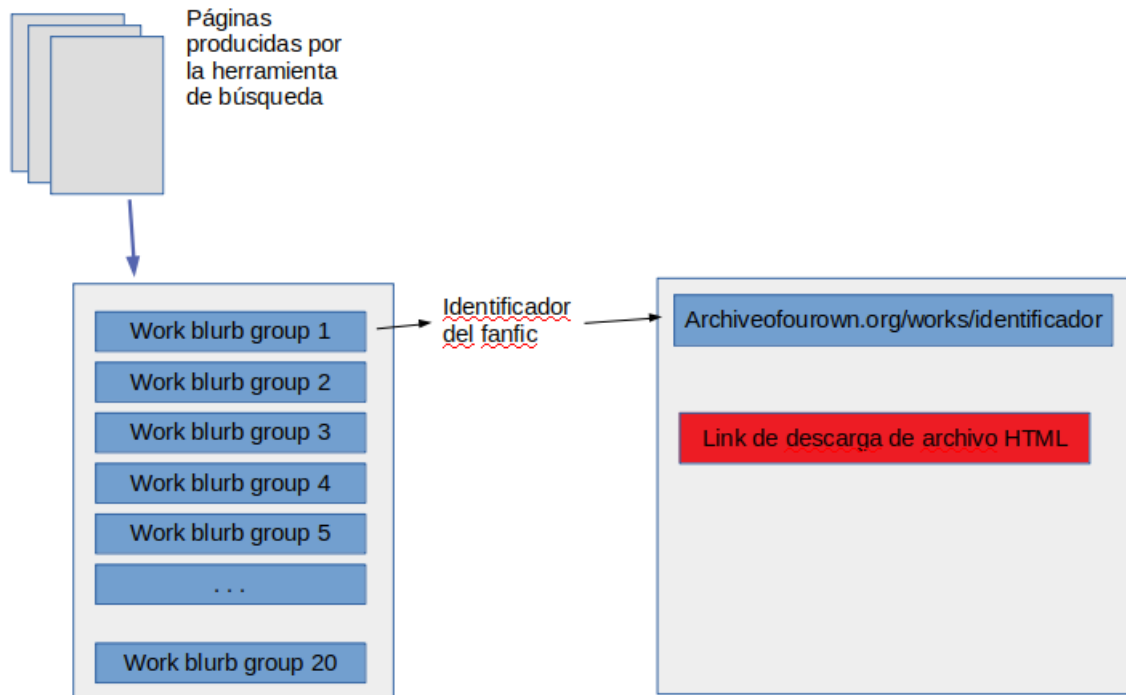 Páginas
producidas por
la herramienta
de búsqueda
Work blurb group 1
Work blurb group 2
Work blurb group 3
Work blurb group 4
Work blurb group 5
. . .
Work blurb group 20
Identificador
del fanfic
Archiveofourown.org/works/identificador
Link de descarga de archivo HTML